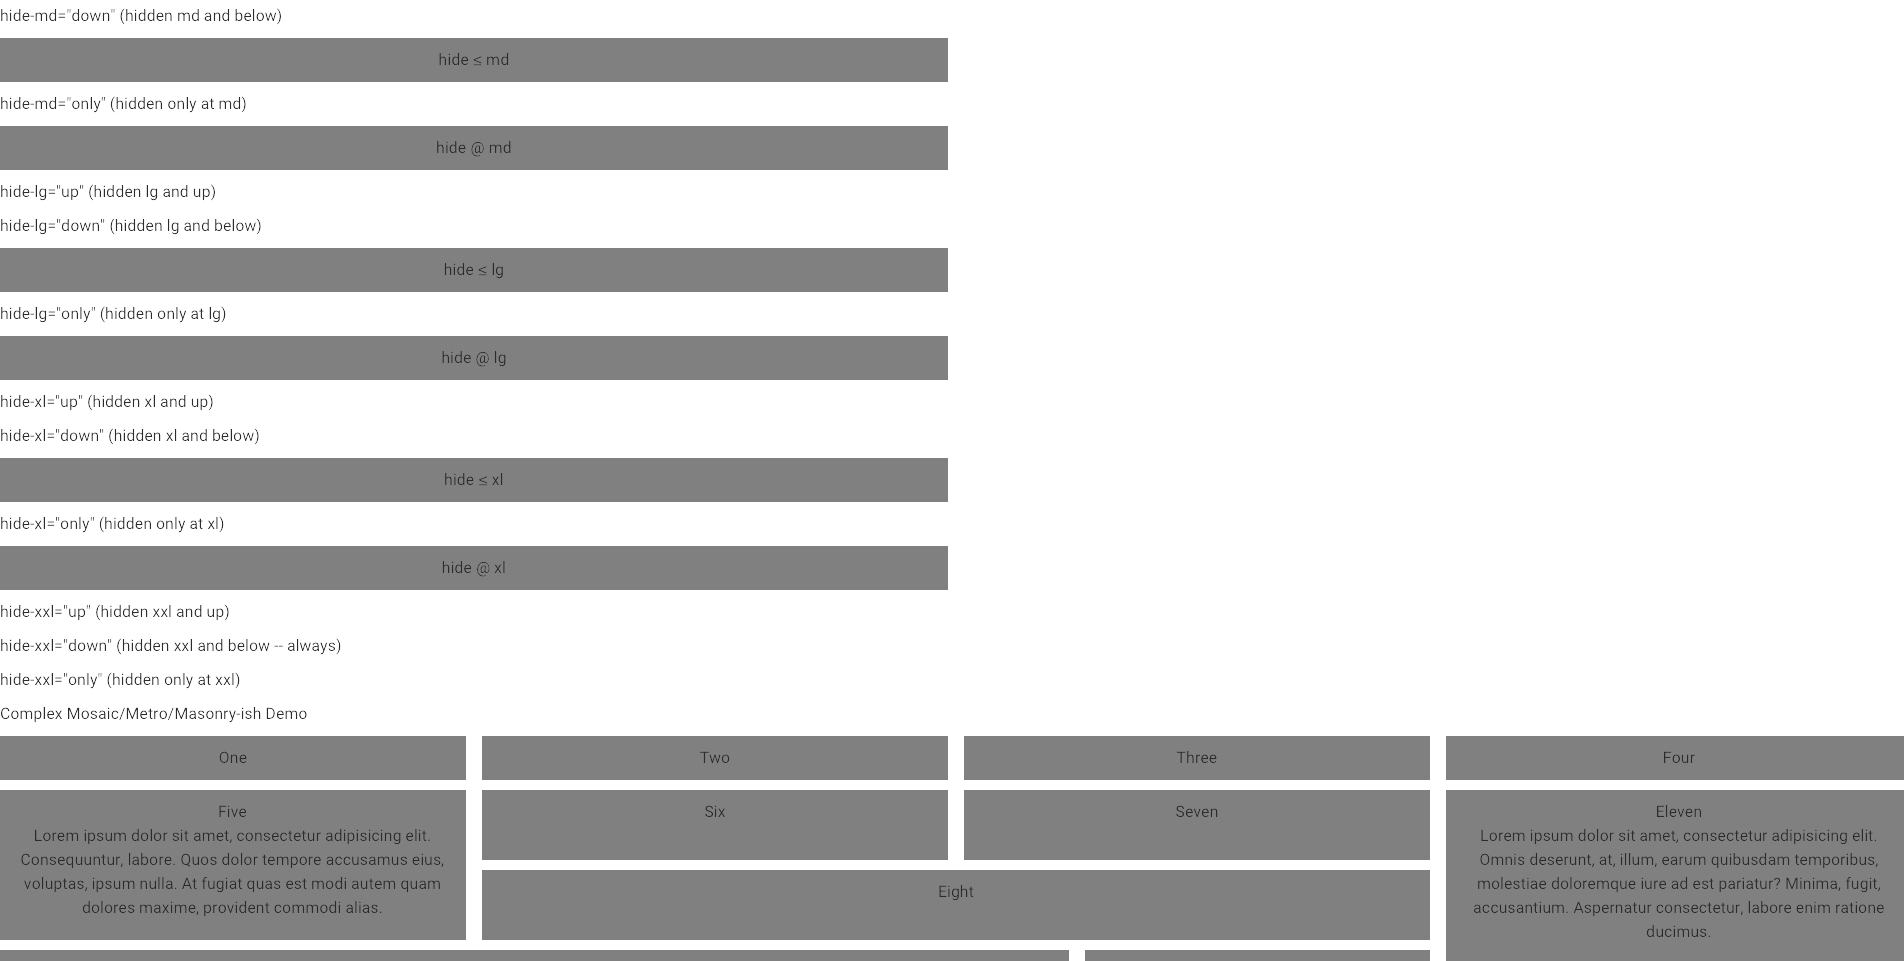 hide-md="down" (hidden md and below)
hide ≤ md
hide-md="only" (hidden only at md)
hide @ md
hide-lg="up" (hidden lg and up)
hide-lg="down" (hidden lg and below)
hide ≤ lg
hide-lg="only" (hidden only at lg)
hide @ lg
hide-xl="up" (hidden xl and up)
hide-xl="down" (hidden xl and below)
hide ≤ xl
hide-xl="only" (hidden only at xl)
hide @ xl
hide-xxl="up" (hidden xxl and up)
hide-xxl="down" (hidden xxl and below -- always)
hide-xxl="only" (hidden only at xxl)
Complex Mosaic/Metro/Masonry-ish Demo
One
Two
Three
Four
Five
Lorem ipsum dolor sit amet, consectetur adipisicing elit.
Consequuntur, labore. Quos dolor tempore accusamus eius,
voluptas, ipsum nulla. At fugiat quas est modi autem quam
dolores maxime, provident commodi alias.
Six
Seven
Eight
Eleven
Lorem ipsum dolor sit amet, consectetur adipisicing elit.
Omnis deserunt, at, illum, earum quibusdam temporibus,
molestiae doloremque iure ad est pariatur? Minima, fugit,
accusantium. Aspernatur consectetur, labore enim ratione
ducimus.